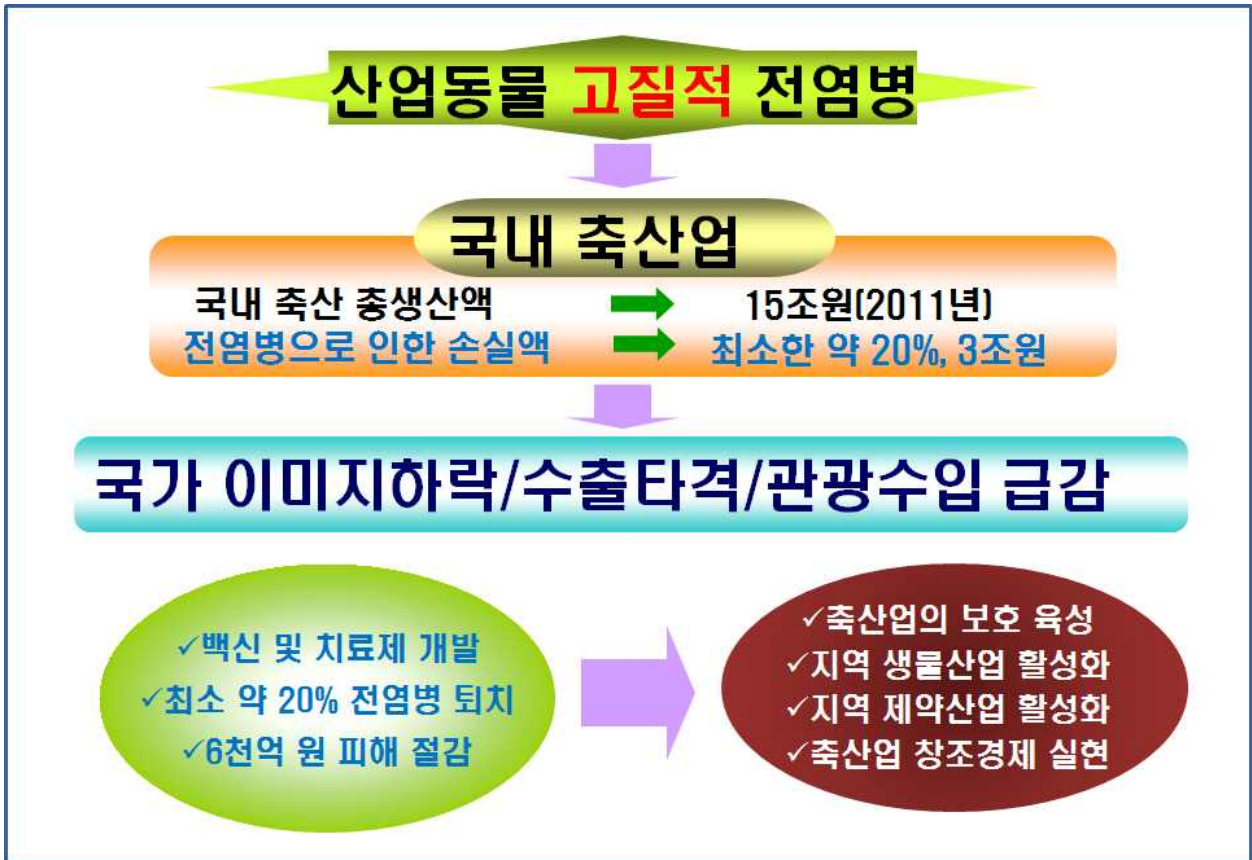 산업동물 고질적 전염병
국내 축산업
국내 축산 총생산액 15조원(2011년)
전염병으로 인한 손실액 최소한 약 20%, 3조원
국가 이미지하락/수출타격/관광수입 급감
✓백신 및 치료제 개발
✓최소 약 20% 전염병 퇴치
✓6천억 원 피해 절감
✓축산업의 보호 육성
✓지역 생물산업 활성화
✓지역 제약산업 활성화
✓축산업 창조경제 실현